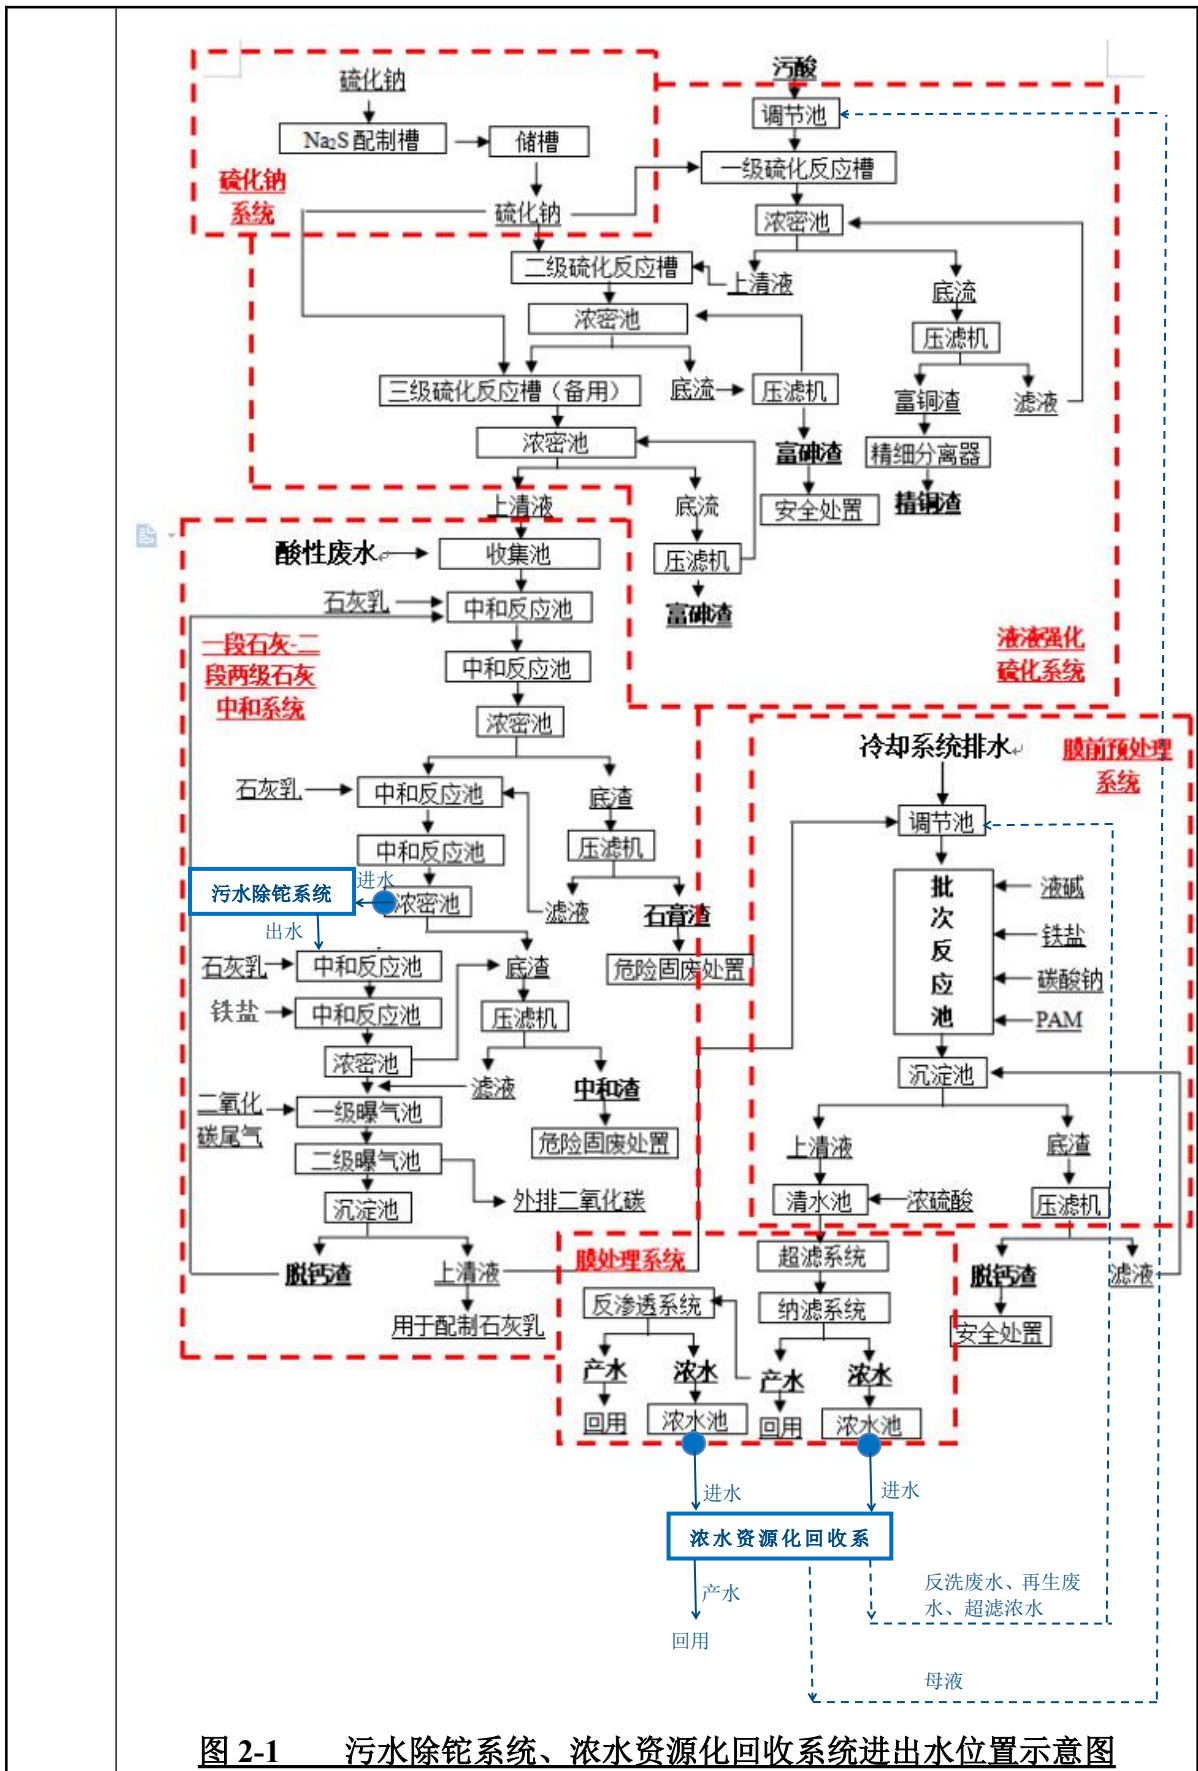 硫化钠
Na2S配制槽
储槽
硫化钠
系统
硫化钠
污酸
调节池
一级硫化反应槽
浓密池
二级硫化反应槽
上清液
底流
浓密池
压滤机
三级硫化反应槽（备用）
底流
压滤机
富铜渣
滤液
浓密池
富砷渣
精细分离器
上清液
底流
安全处置
精铜渣
酸性废水
收集池
压滤机
石灰乳
中和反应池
富砷渣
一段石灰-二
段两级石灰
中和系统
液液强化
硫化系统
中和反应池
浓密池
冷却系统排水
膜前预处理
系统
石灰乳
中和反应池
底渣
调节池
中和反应池
压滤机
污水除铊系统
进水
浓密池
滤液
石膏渣
批次反应池
液碱
铁盐
碳酸钠
PAM
出水
石灰乳
中和反应池
底渣
危险固废处置
铁盐
中和反应池
压滤机
浓密池
滤液
中和渣
沉淀池
二氧化
碳尾气
一级曝气池
二级曝气池
危险固废处置
上清液
底渣
沉淀池
外排二氧化碳
清水池
浓硫酸
压滤机
脱钙渣
上清液
膜处理系统
超滤系统
脱钙渣
滤液
用于配制石灰乳
反渗透系统
纳滤系统
安全处置
产水
浓水
产水
浓水
回用
浓水池
回用
浓水池
进水
进水
浓水资源化回收系
产水
回用
反洗废水、再生废
水、超滤浓水
母液
图 2-1 污水除铊系统、浓水资源化回收系统进出水位置示意图